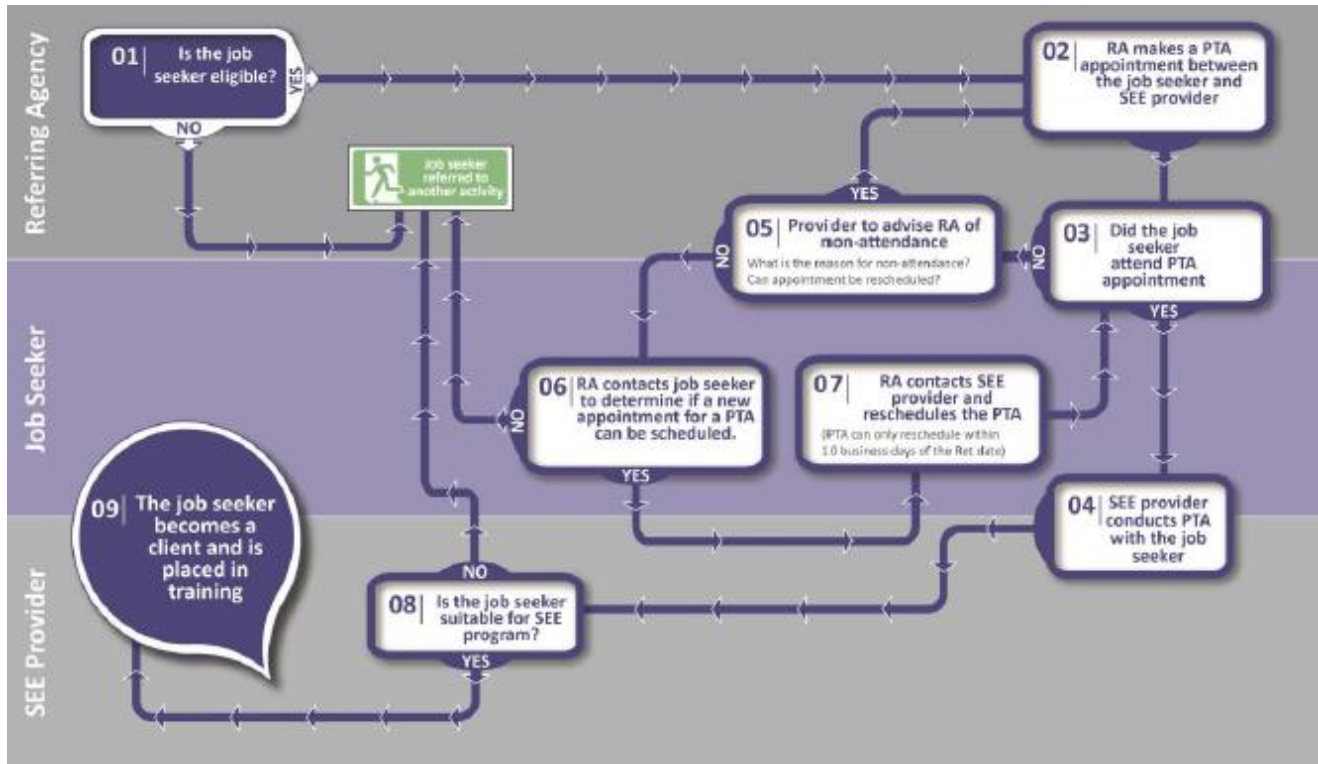 Referring Agency
Job Seeker
SEE Provider
01
Is the job
seeker eligible?
YES
NO
02
RA makes a PTA
appointment between
the job seeker and
SEE provider
Job seeker
referred to
another activity
YES
05
Provider to advise RA of
non-attendance
What is the reason for non-attendance?
Can appointment be rescheduled?
NO
03
Did the job
seeker
attend PTA
appointment
NO
YES
06
RA contacts job seeker
to determine if a new
appointment for a PTA
can be scheduled.
NO
YES
07
RA contacts SEE
provider and
reschedules the PTA
(PTA can only reschedule within
10 business days of the Ret date)
04
SEE provider
conducts PTA
with the job
seeker
NO
08
Is the job seeker
suitable for SEE
program?
YES
09
The job seeker
becomes a
client and is
placed in
training